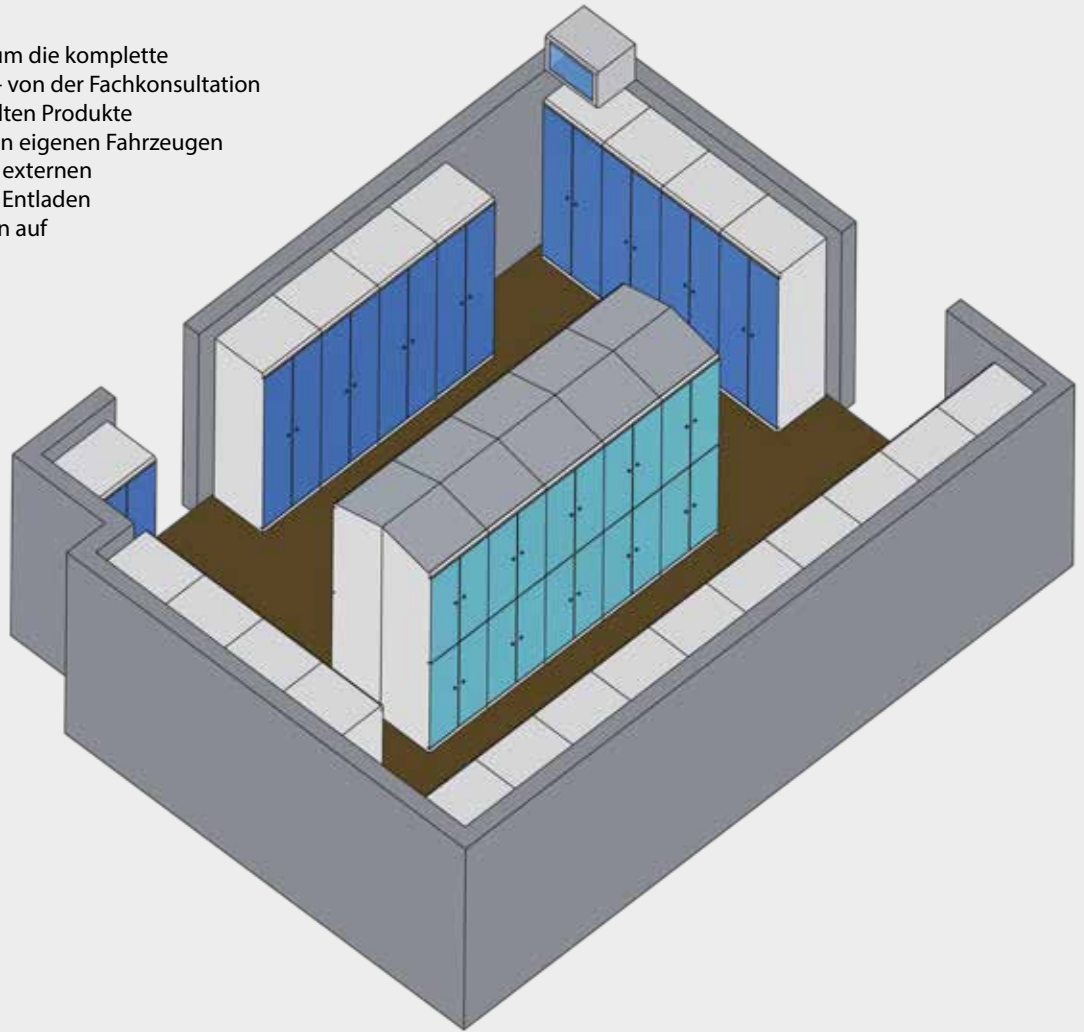 um die komplette
- von der Fachkonsultation
lten Produkte
n eigenen Fahrzeugen
externen
Entladen
n auf